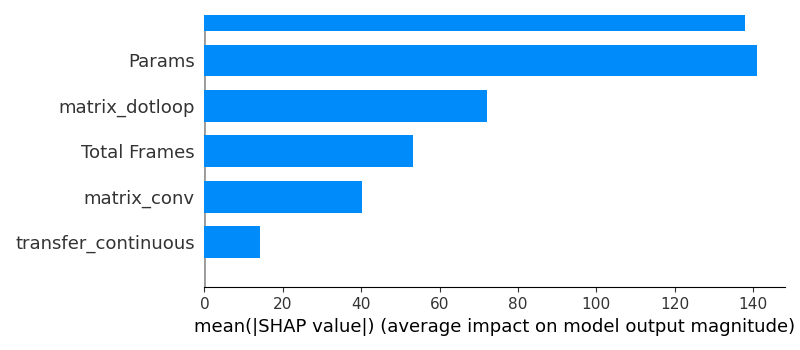 Params
matrix_dotloop
Total Frames
matrix_conv
transfer_continuous
0 20 40 60 80 100 120 140
mean(|SHAP value|) (average impact on model output magnitude)